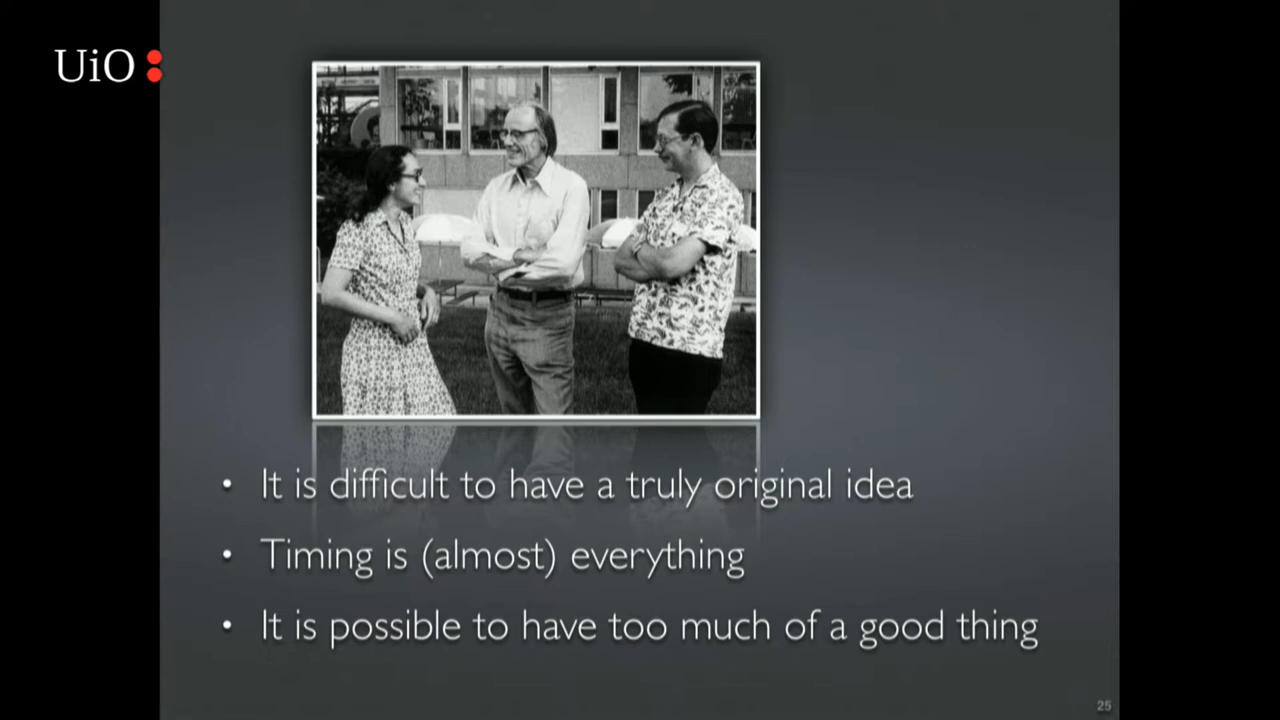 UiO:
• It is difficult to have a truly original idea
• Timing is (almost) everything
• It is possible to have too much of a good thing
25